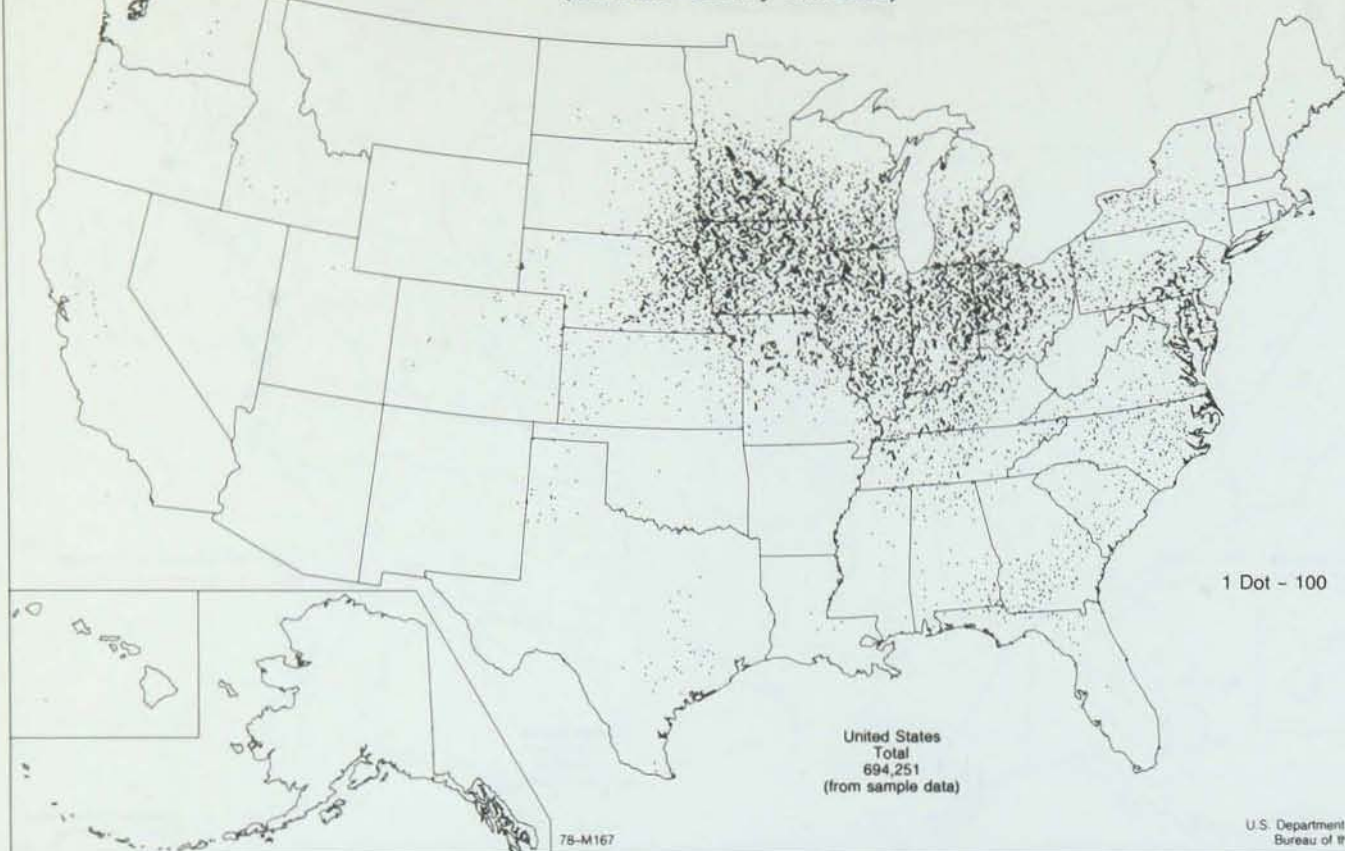 1 Dot – 100
United States
Total
694,251
(from sample data)
78-M167
U.S. Department
Bureau of th